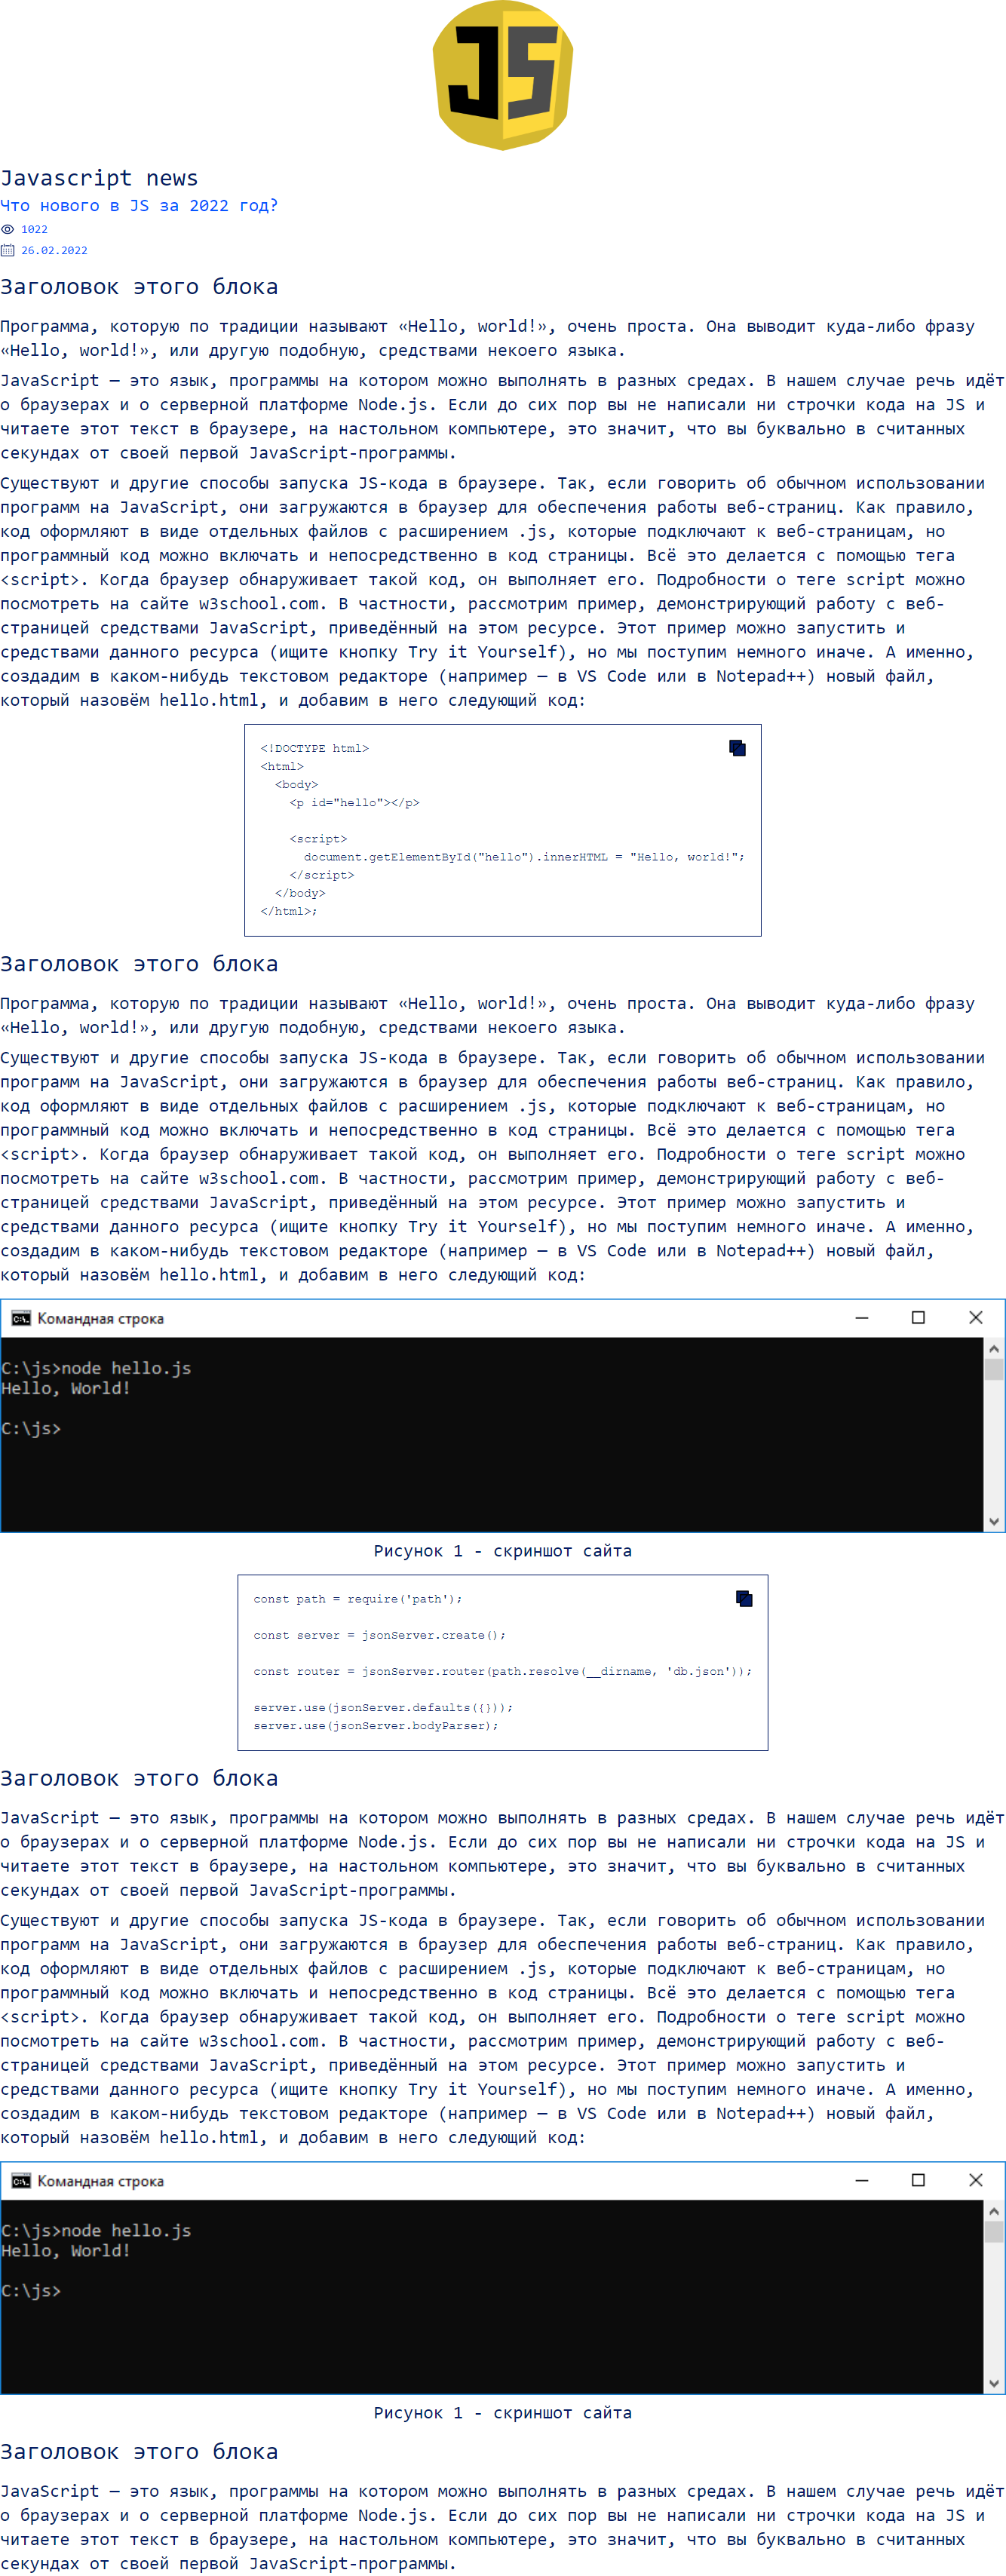 JS
Javascript news
Что нового в JS за 2022 год?
1022
26.02.2022
Заголовок этого блока
Программа, которую по традиции называют «Hello, world!», очень проста. Она выводит куда-либо фразу
«Hello, world!», или другую подобную, средствами некоего языка.
JavaScript — это язык, программы на котором можно выполнять в разных средах. В нашем случае речь идёт
о браузерах и о серверной платформе Node.js. Если до сих пор вы не написали ни строчки кода на JS и
читаете этот текст в браузере, на настольном компьютере, это значит, что вы буквально в считанных
секундах от своей первой JavaScript-программы.
Существуют и другие способы запуска JS-кода в браузере. Так, если говорить об обычном использовании
программ на JavaScript, они загружаются в браузер для обеспечения работы веб-страниц. Как правило,
код оформляют в виде отдельных файлов с расширением .js, которые подключают к веб-страницам, но
программный код можно включать и непосредственно в код страницы. Всё это делается с помощью тега
<script>. Когда браузер обнаруживает такой код, он выполняет его. Подробности о теге script можно
посмотреть на сайте w3school.com. В частности, рассмотрим пример, демонстрирующий работу с веб-
страницей средствами JavaScript, приведённый на этом ресурсе. Этот пример можно запустить и
средствами данного ресурса (ищите кнопку Try it Yourself), но мы поступим немного иначе. А именно,
создадим в каком-нибудь текстовом редакторе (например — в VS Code или в Notepad++) новый файл,
который назовём hello.html, и добавим в него следующий код:
<!DOCTYPE html>
<html>
<body>
<p id="hello"></p>
<script>
document.getElementById("hello").innerHTML = "Hello, world!";
</script>
</body>
</html>;
Заголовок этого блока
Программа, которую по традиции называют «Hello, world!», очень проста. Она выводит куда-либо фразу
«Hello, world!», или другую подобную, средствами некоего языка.
Существуют и другие способы запуска JS-кода в браузере. Так, если говорить об обычном использовании
программ на JavaScript, они загружаются в браузер для обеспечения работы веб-страниц. Как правило,
код оформляют в виде отдельных файлов с расширением .js, которые подключают к веб-страницам, но
программный код можно включать и непосредственно в код страницы. Всё это делается с помощью тега
<script>. Когда браузер обнаруживает такой код, он выполняет его. Подробности о теге script можно
посмотреть на сайте w3school.com. В частности, рассмотрим пример, демонстрирующий работу с веб-
страницей средствами JavaScript, приведённый на этом ресурсе. Этот пример можно запустить и
средствами данного ресурса (ищите кнопку Try it Yourself), но мы поступим немного иначе. А именно,
создадим в каком-нибудь текстовом редакторе (например — в VS Code или в Notepad++) новый файл,
который назовём hello.html, и добавим в него следующий код:
C:\. Командная строка
C:\js>node hello.js
Hello, World!
C:\js>
Рисунок 1 - скриншот сайта
const path = require('path');
const server = jsonServer.create();
const router = jsonServer.router(path.resolve(__dirname, 'db.json'));
server.use(jsonServer.defaults({}));
server.use(jsonServer.bodyParser);
Заголовок этого блока
JavaScript — это язык, программы на котором можно выполнять в разных средах. В нашем случае речь идёт
о браузерах и о серверной платформе Node.js. Если до сих пор вы не написали ни строчки кода на JS и
читаете этот текст в браузере, на настольном компьютере, это значит, что вы буквально в считанных
секундах от своей первой JavaScript-программы.
Существуют и другие способы запуска JS-кода в браузере. Так, если говорить об обычном использовании
программ на JavaScript, они загружаются в браузер для обеспечения работы веб-страниц. Как правило,
код оформляют в виде отдельных файлов с расширением .js, которые подключают к веб-страницам, но
программный код можно включать и непосредственно в код страницы. Всё это делается с помощью тега
<script>. Когда браузер обнаруживает такой код, он выполняет его. Подробности о теге script можно
посмотреть на сайте w3school.com. В частности, рассмотрим пример, демонстрирующий работу с веб-
страницей средствами JavaScript, приведённый на этом ресурсе. Этот пример можно запустить и
средствами данного ресурса (ищите кнопку Try it Yourself), но мы поступим немного иначе. А именно,
создадим в каком-нибудь текстовом редакторе (например — в VS Code или в Notepad++) новый файл,
который назовём hello.html, и добавим в него следующий код:
C:\. Командная строка
C:\js>node hello.js
Hello, World!
C:\js>
Рисунок 1 - скриншот сайта
Заголовок этого блока
JavaScript — это язык, программы на котором можно выполнять в разных средах. В нашем случае речь идёт
о браузерах и о серверной платформе Node.js. Если до сих пор вы не написали ни строчки кода на JS и
читаете этот текст в браузере, на настольном компьютере, это значит, что вы буквально в считанных
секундах от своей первой JavaScript-программы.